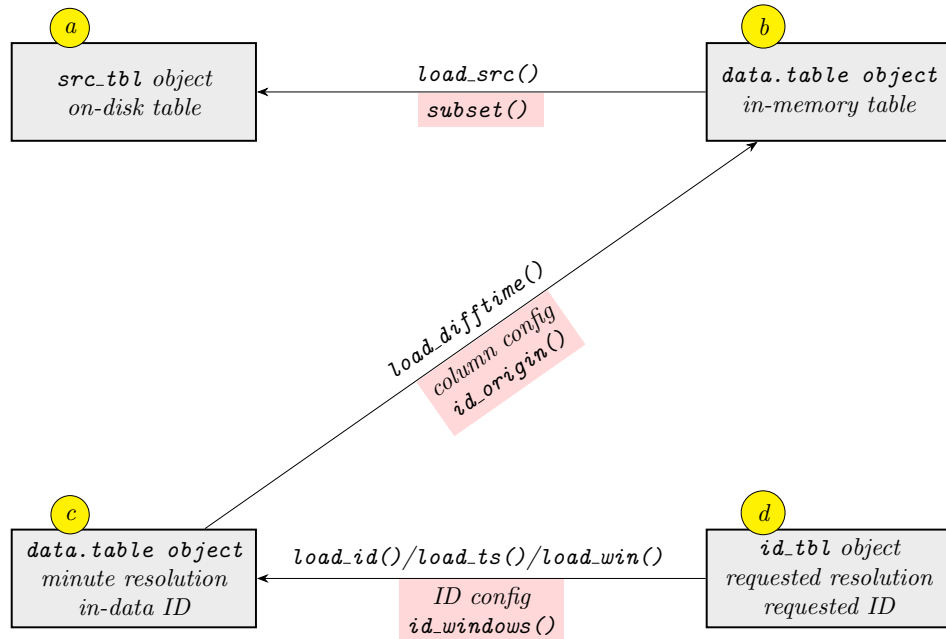 a
src_tbl object
on-disk table
load_src()
subset()
b
data.table object
in-memory table
load_difftime()
column config
id_origin()
c
data.table object
minute resolution
in-data ID
load_id()/load_ts()/load_win()
ID config
id_windows()
d
id_tbl object
requested resolution
requested ID